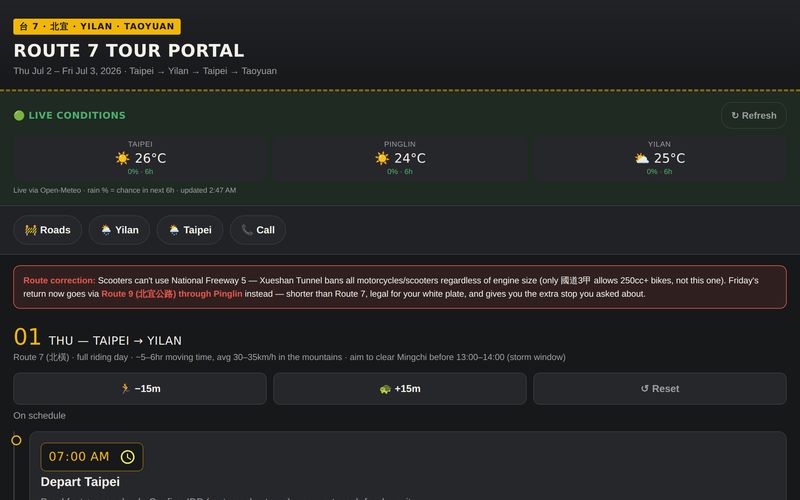 台 7 · 北宜 · YILAN · TAOYUAN
ROUTE 7 TOUR PORTAL
Thu Jul 2 – Fri Jul 3, 2026 · Taipei → Yilan → Taipei → Taoyuan
LIVE CONDITIONS
↻ Refresh
TAIPEI
26°C
0% · 6h
PINGLIN
24°C
0% · 6h
YILAN
25°C
0% · 6h
Live via Open-Meteo · rain % = chance in next 6h · updated 2:47 AM
Roads
Yilan
Taipei
Call
Route correction: Scooters can't use National Freeway 5 — Xueshan Tunnel bans all motorcycles/scooters regardless of engine size (only 國道3甲 allows 250cc+ bikes, not this one). Friday's
return now goes via Route 9 (北宜公路) through Pinglin instead — shorter than Route 7, legal for your white plate, and gives you the extra stop you asked about.
01 THU — TAIPEI → YILAN
Route 7 (北橫) · full riding day · ~5–6hr moving time, avg 30–35km/h in the mountains · aim to clear Mingchi before 13:00–14:00 (storm window)
−15m
+15m
↺ Reset
On schedule
07:00 AM
Depart Taipei